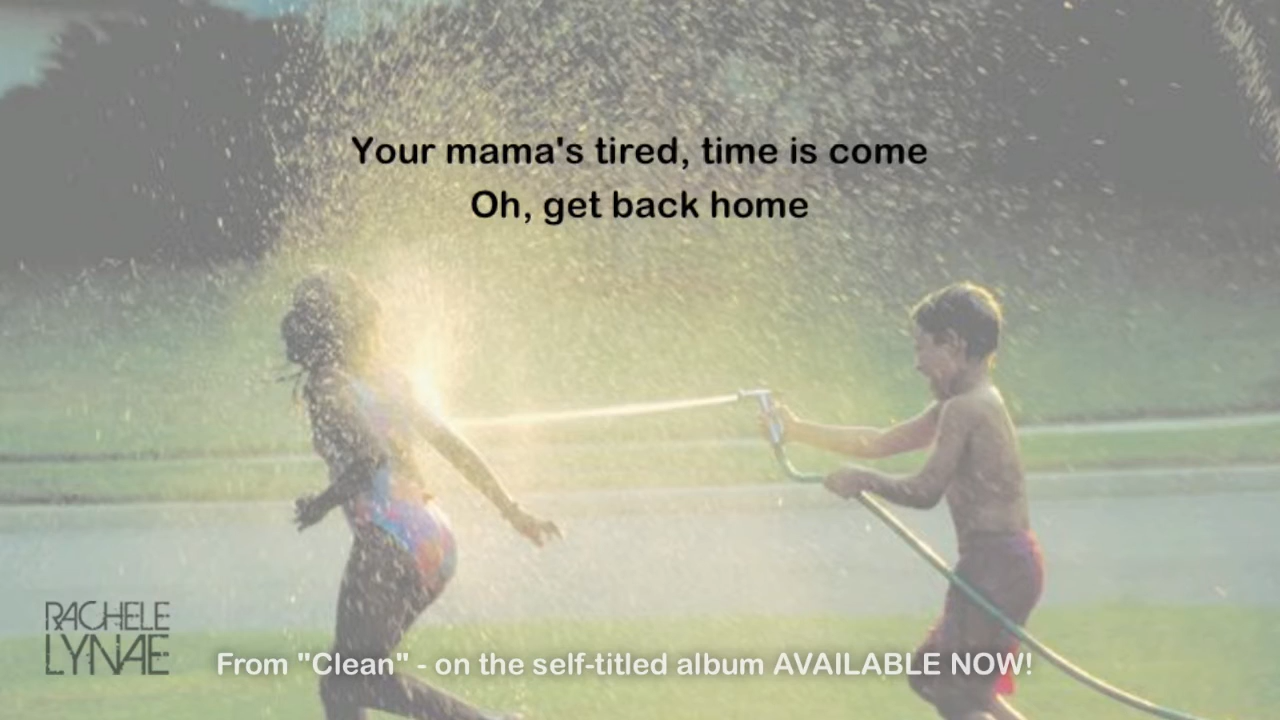 Your mama's tired, time is come
Oh, get back home
RACHELE
LYNAE
From "Clean" - on the self-titled album AVAILABLE NOW!